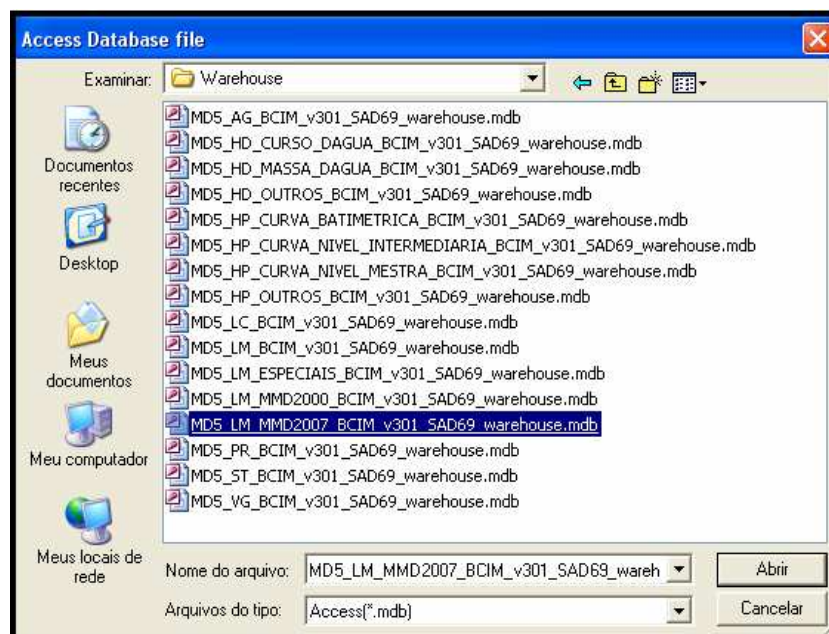 Access Database file
Examinar: Warehouse
Documentos
recentes
Desktop
Meus
documentos
Meu computador
Meus locais de
rede
MD5_AG_BCIM_v301_SAD69_warehouse.mdb
MD5_HD_CURSO_DAGUA_BCIM_v301_SAD69_warehouse.mdb
MD5_HD_MASSA_DAGUA_BCIM_v301_SAD69_warehouse.mdb
MD5_HD_OUTROS_BCIM_v301_SAD69_warehouse.mdb
MD5_HP_CURVA_BATIMETRICA_BCIM_v301_SAD69_warehouse.mdb
MD5_HP_CURVA_NIVEL_INTERMEDIARIA_BCIM_v301_SAD69_warehouse.mdb
MD5_HP_CURVA_NIVEL_MESTRA_BCIM_v301_SAD69_warehouse.mdb
MD5_HP_OUTROS_BCIM_v301_SAD69_warehouse.mdb
MD5_LC_BCIM_v301_SAD69_warehouse.mdb
MD5_LM_BCIM_v301_SAD69_warehouse.mdb
MD5_LM_ESPECIAIS_BCIM_v301_SAD69_warehouse.mdb
MD5_LM_MMD2000_BCIM_v301_SAD69_warehouse.mdb
MD5_LM_MMD2007_BCIM_v301_SAD69_warehouse.mdb
MD5_PR_BCIM_v301_SAD69_warehouse.mdb
MD5_ST_BCIM_v301_SAD69_warehouse.mdb
MD5_VG_BCIM_v301_SAD69_warehouse.mdb
Nome do arquivo: MD5_LM_MMD2007_BCIM_v301_SAD69_wareh Abrir
Arquivos do tipo: Access(*.mdb) Cancelar